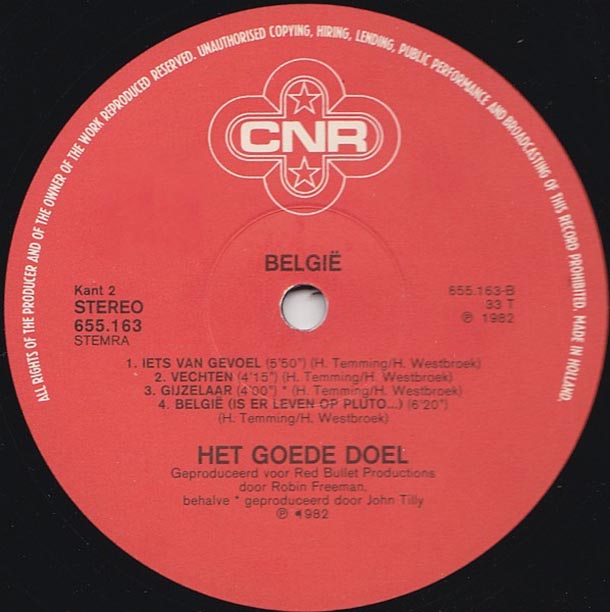 ALL RIGHTS OF THE PRODUCER AND OF THE OWNER OF THE WORK REPRODUCED RESERVED. UNAUTHORISED COPYING, HIRING, LENDING, PUBLIC PERFORMANCE AND BROADCASTING OF THIS RECORD PROHIBITED. MADE IN HOLLAND.
CNR
BELGIË
Kant 2
STEREO
655.163
STEMRA
655.163-B
33 T
℗ 1982
1. IETS VAN GEVOEL (5'50") (H. Temming/H. Westbroek)
2. VECHTEN (4'15") (H. Temming/H. Westbroek)
3. GIJZELAAR (4'00") * (H. Temming/H. Westbroek)
4. BELGIË (IS ER LEVEN OP PLUTO...) (6'20")
(H. Temming/H. Westbroek)
HET GOEDE DOEL
Geproduceerd voor Red Bullet Productions
door Robin Freeman,
behalve * geproduceerd door John Tilly
℗ 1982